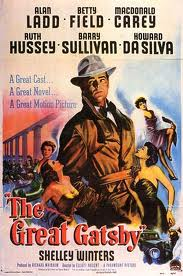 ALAN LADD BETTY FIELD MACDONALD CAREY
RUTH HUSSEY BARRY SULLIVAN HOWARD DA SILVA
A Great Cast...
A Great Novel...
A Great Motion Picture
"THE
GREAT GATSBY"
SHELLEY WINTERS